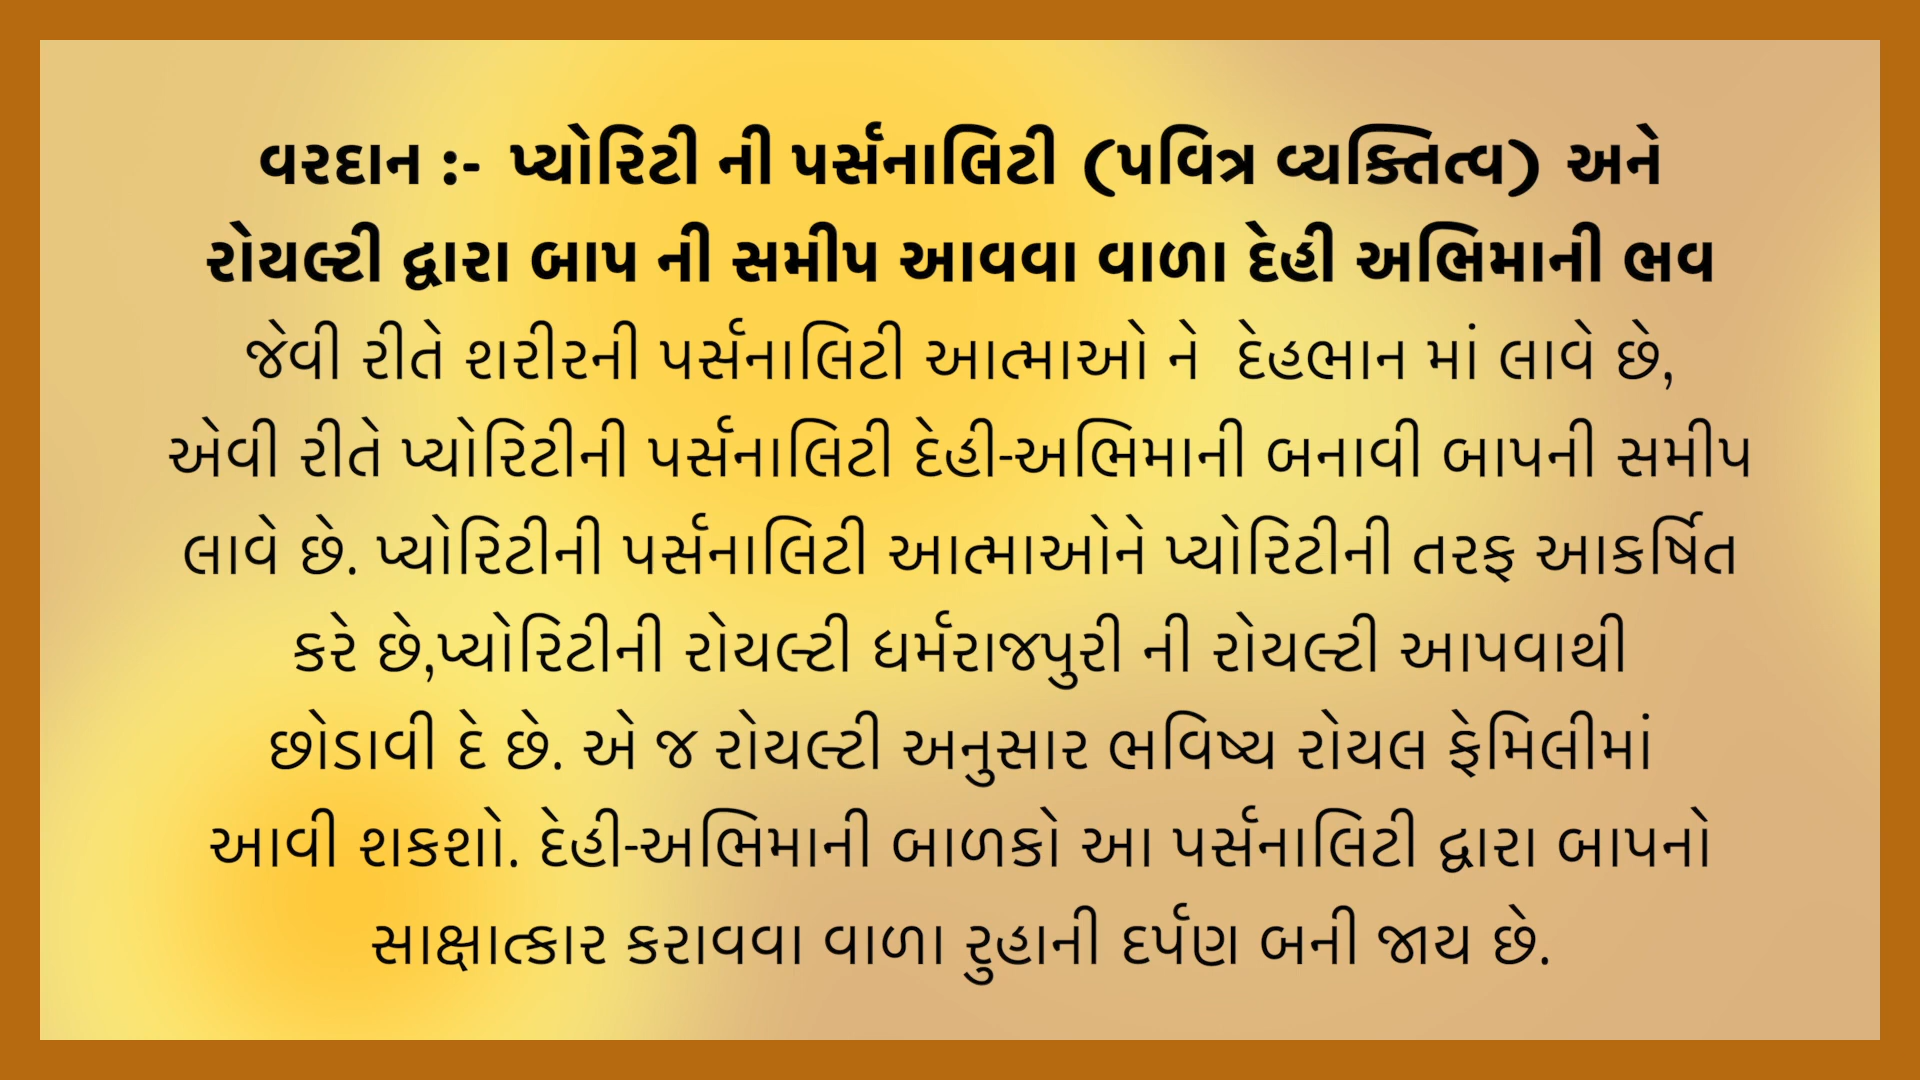 વરદાન :- પ્યોરિટી ની પર્સનાલિટી (પવિત્ર વ્યક્તિત્વ) અને
રોયલ્ટી દ્વારા બાપ ની સમીપ આવવા વાળા દેહી અભિમાની ભવ
જેવી રીતે શરીરની પર્સનાલિટી આત્માઓ ને દેહભાન માં લાવે છે,
એવી રીતે પ્યોરિટીની પર્સનાલિટી દેહી-અભિમાની બનાવી બાપની સમીપ
લાવે છે. પ્યોરિટીની પર્સનાલિટી આત્માઓને પ્યોરિટીની તરફ આકર્ષિત
કરે છે,પ્યોરિટીની રોયલ્ટી ધર્મરાજપુરી ની રોયલ્ટી આપવાથી
છોડાવી દે છે. એ જ રોયલ્ટી અનુસાર ભવિષ્ય રોયલ ફેમિલીમાં
આવી શકશો. દેહી-અભિમાની બાળકો આ પર્સનાલિટી દ્વારા બાપનો
સાક્ષાત્કાર કરાવવા વાળા રુહાની દર્પણ બની જાય છે.